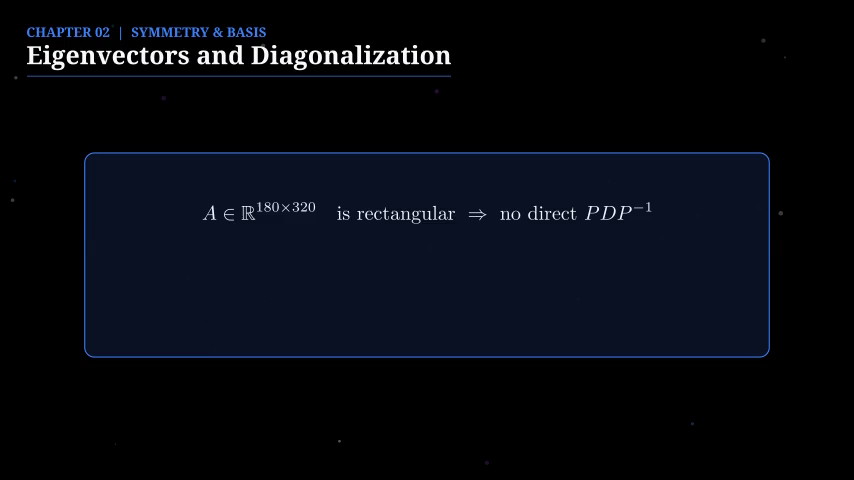 CHAPTER 02 | SYMMETRY & BASIS
Eigenvectors and Diagonalization
A ∈ ℝ^{180×320} is rectangular ⇒ no direct PDP^{−1}